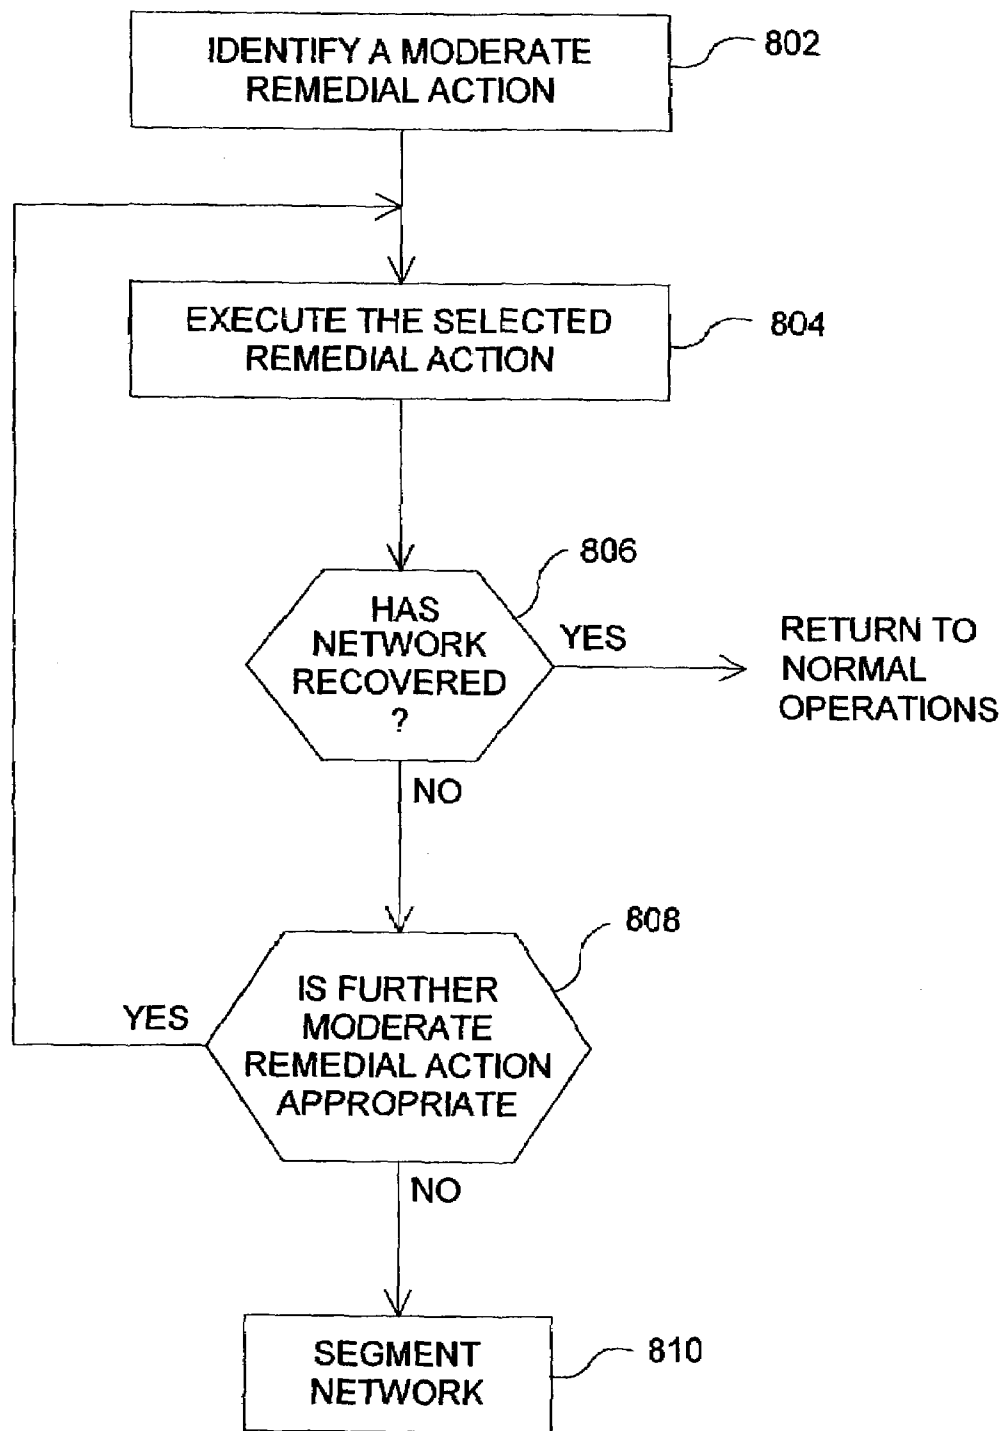 IDENTIFY A MODERATE
REMEDIAL ACTION
802
EXECUTE THE SELECTED
REMEDIAL ACTION
804
806
HAS
NETWORK
RECOVERED
?
YES
RETURN TO
NORMAL
OPERATIONS
NO
808
IS FURTHER
MODERATE
REMEDIAL ACTION
APPROPRIATE
YES
NO
SEGMENT
NETWORK
810